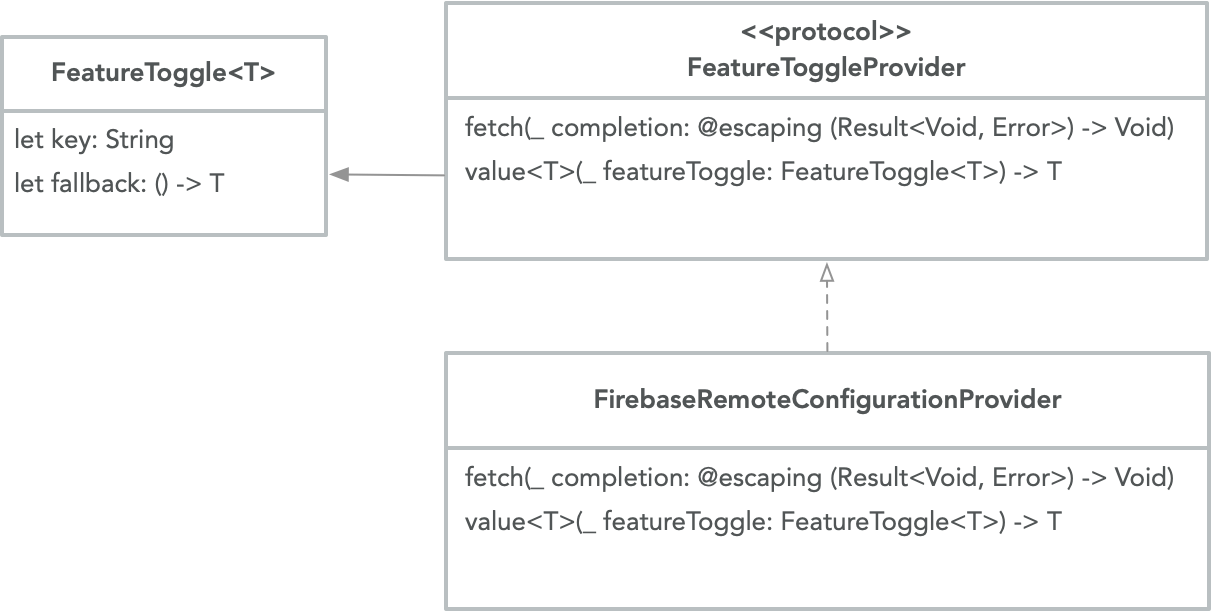 FeatureToggle<T>
let key: String
let fallback: () -> T
<<protocol>>
FeatureToggleProvider
fetch(_ completion: @escaping (Result<Void, Error>) -> Void)
value<T>(_ featureToggle: FeatureToggle<T>) -> T
FirebaseRemoteConfigurationProvider
fetch(_ completion: @escaping (Result<Void, Error>) -> Void)
value<T>(_ featureToggle: FeatureToggle<T>) -> T